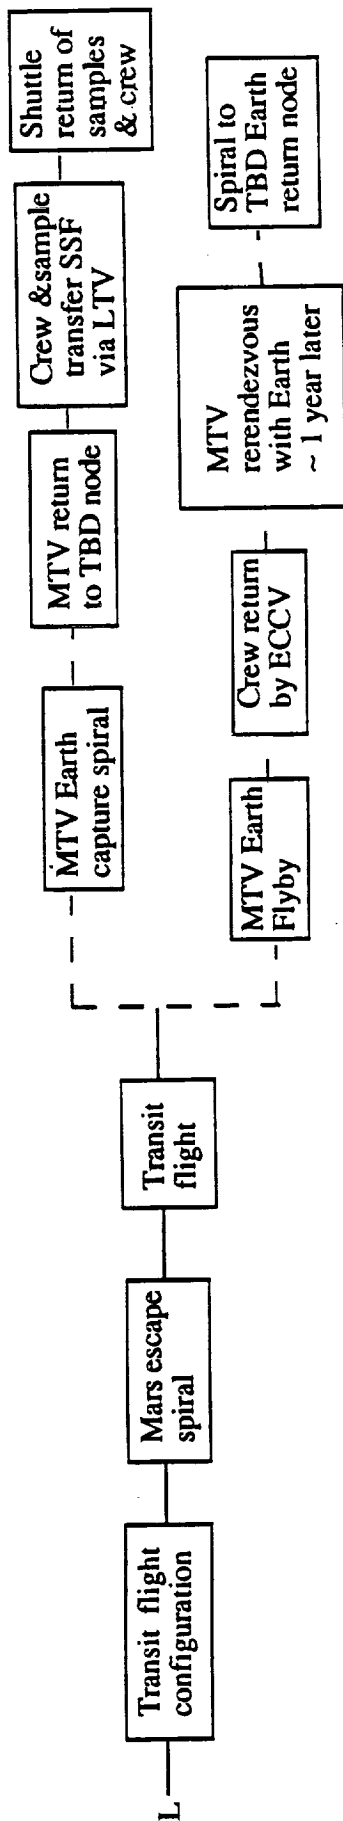 L
Transit flight
configuration
Mars escape
spiral
Transit
flight
MTV Earth
capture spiral
MTV return
to TBD node
Crew &sample
transfer SSF
via LTV
Shuttle
return of
samples
& crew
MTV Earth
Flyby
Crew return
by ECCV
MTV
rerendezvous
with Earth
~ 1 year later
Spiral to
TBD Earth
return node